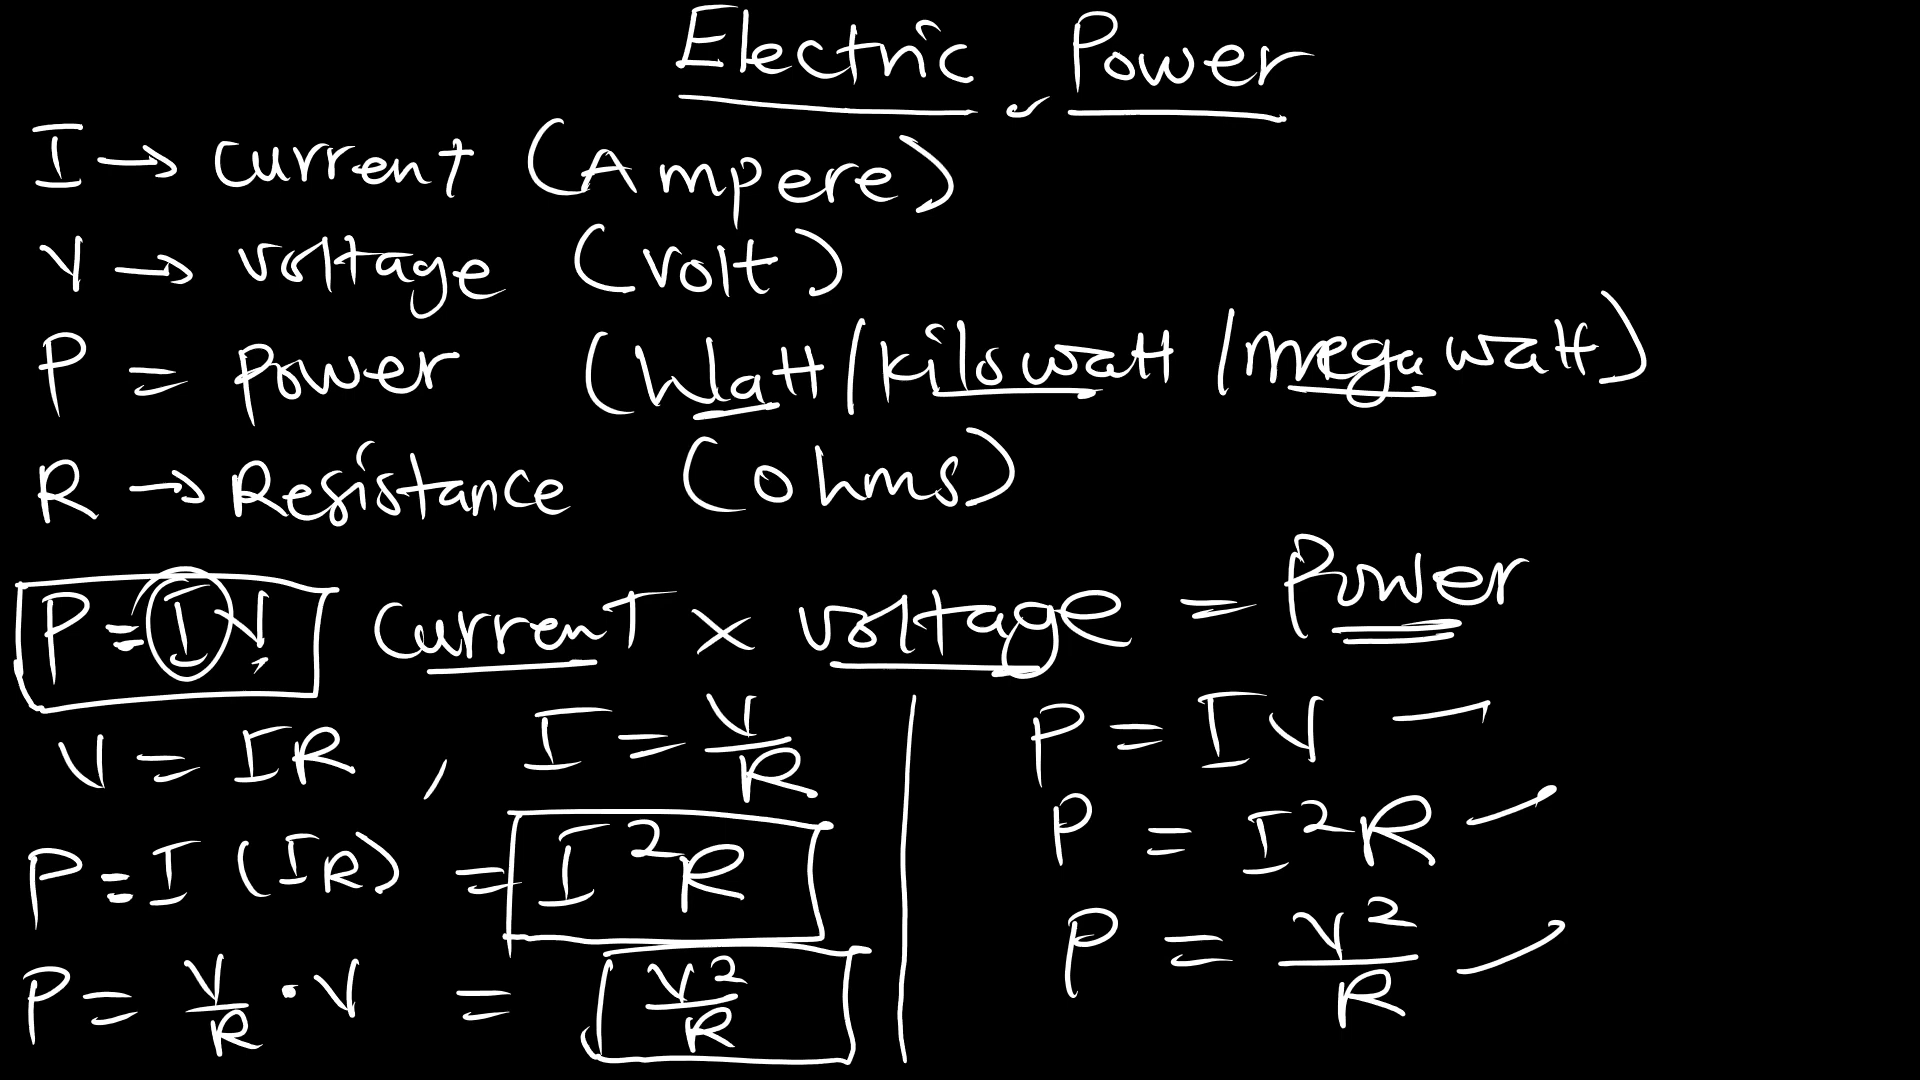 Electric Power
I → current (Ampere)
V → voltage (volt)
P = power (Watt/kilowatt/megawatt)
R → Resistance (ohms)
P = IV current × voltage = Power
V = IR, I = V/R
P = I(IR) = I²R
P = V/R · V = V²/R
P = IV
P = I²R
P = V²/R